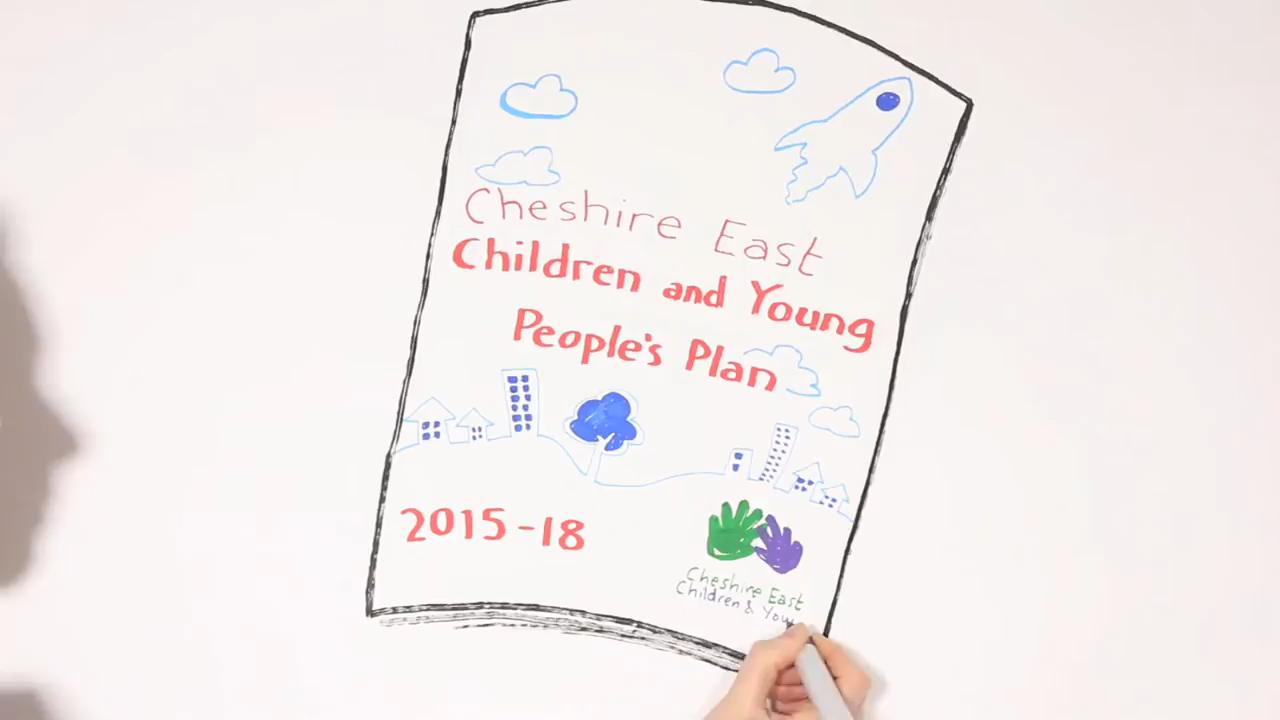 Cheshire East
Children and Young
People's Plan
2015-18
Cheshire East
Children & You